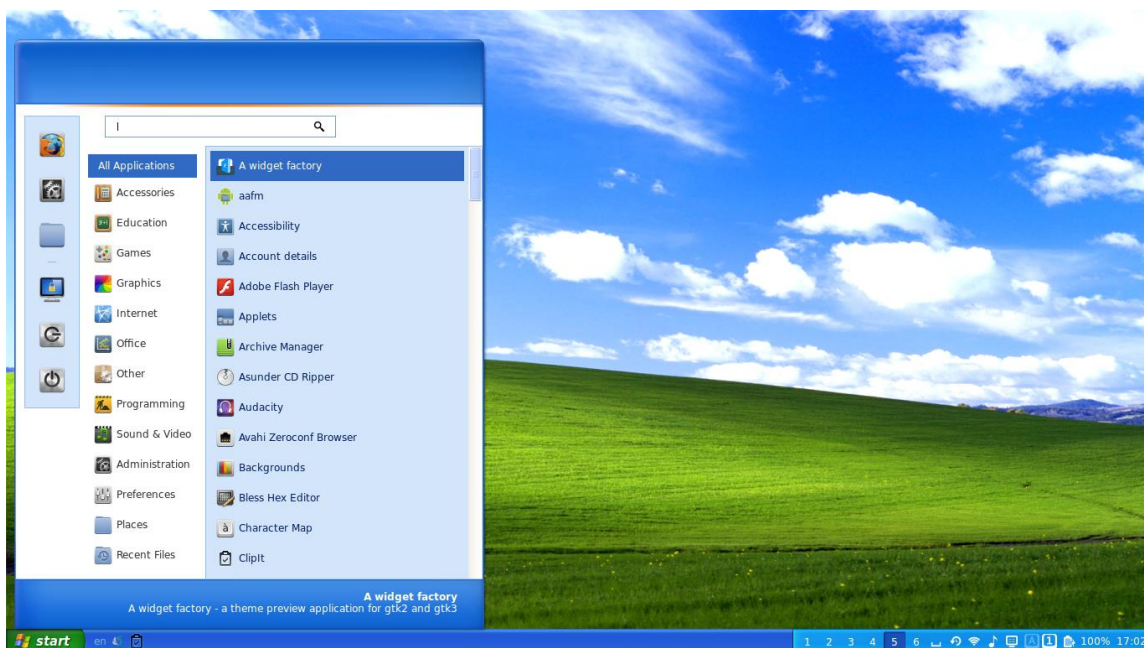 All Applications
Accessories
Education
Games
Graphics
Internet
Office
Other
Programming
Sound & Video
Administration
Preferences
Places
Recent Files
A widget factory
aafm
Accessibility
Account details
Adobe Flash Player
Applets
Archive Manager
Asunder CD Ripper
Audacity
Avahi Zeroconf Browser
Backgrounds
Bless Hex Editor
Character Map
ClipIt
A widget factory
A widget factory - a theme preview application for gtk2 and gtk3
start en 1 2 3 4 5 6 A 1 100% 17:02